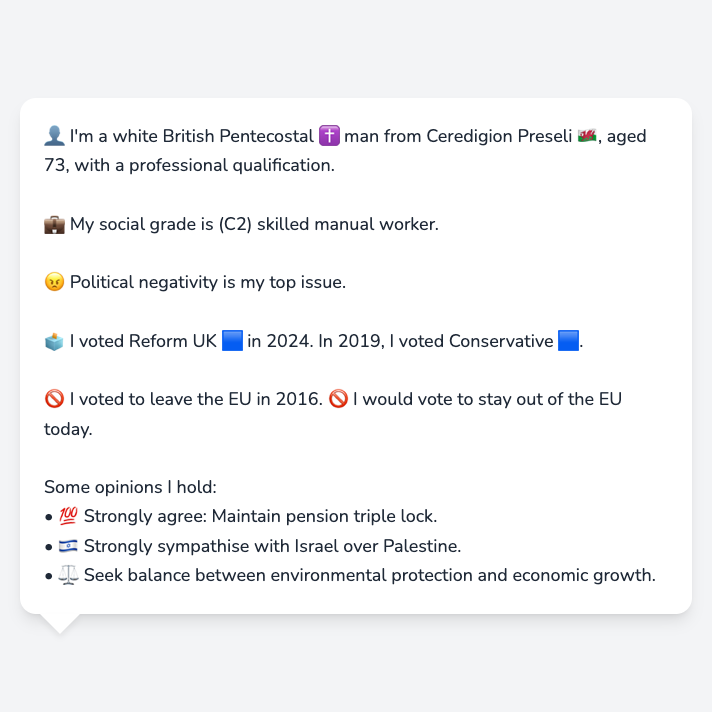 👤 I'm a white British Pentecostal ✝️ man from Ceredigion Preseli 🏴󠁧󠁢󠁷󠁬󠁳󠁿, aged
73, with a professional qualification.
💼 My social grade is (C2) skilled manual worker.
😠 Political negativity is my top issue.
🗳️ I voted Reform UK 🟦 in 2024. In 2019, I voted Conservative 🟦.
🚫 I voted to leave the EU in 2016. 🚫 I would vote to stay out of the EU
today.
Some opinions I hold:
• 💯 Strongly agree: Maintain pension triple lock.
• 🇮🇱 Strongly sympathise with Israel over Palestine.
• ⚖️ Seek balance between environmental protection and economic growth.